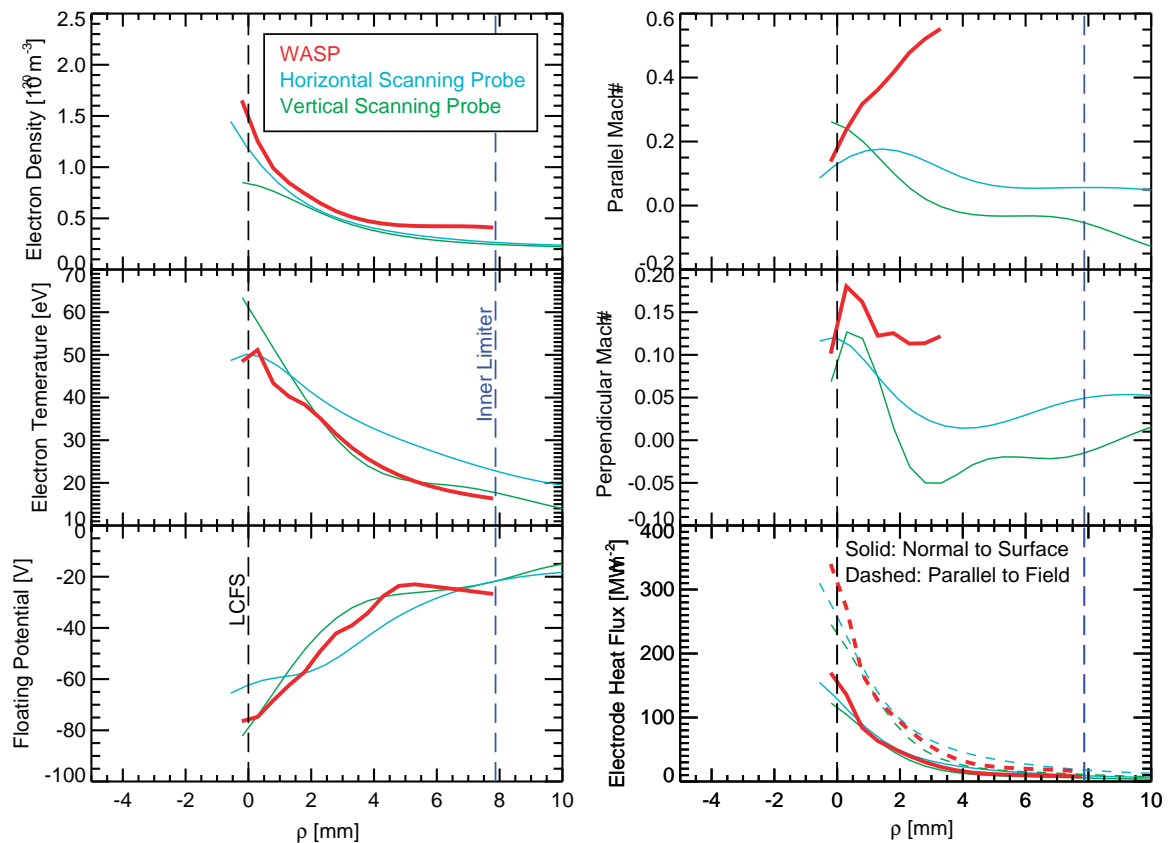 2.5
2.0
1.5
1.0
0.5
0.0
Electron Density [10
m
-3
]
WASP
Horizontal Scanning Probe
Vertical Scanning Probe
70
60
50
40
30
20
10
Electron Temerature [eV]
Inner Limiter
0
-20
-40
-60
-80
-100
Floating Potential [V]
LCFS
-4 -2 0 2 4 6 8 10
ρ [mm]
0.6
0.4
0.2
0.0
-0.2
Parallel Mach#
0.20
0.15
0.10
0.05
0.00
-0.05
-0.10
Perpendicular Mach#
400
300
200
100
0
Electrode Heat Flux [MWm-2]
Solid: Normal to Surface
Dashed: Parallel to Field
-4 -2 0 2 4 6 8 10
ρ [mm]